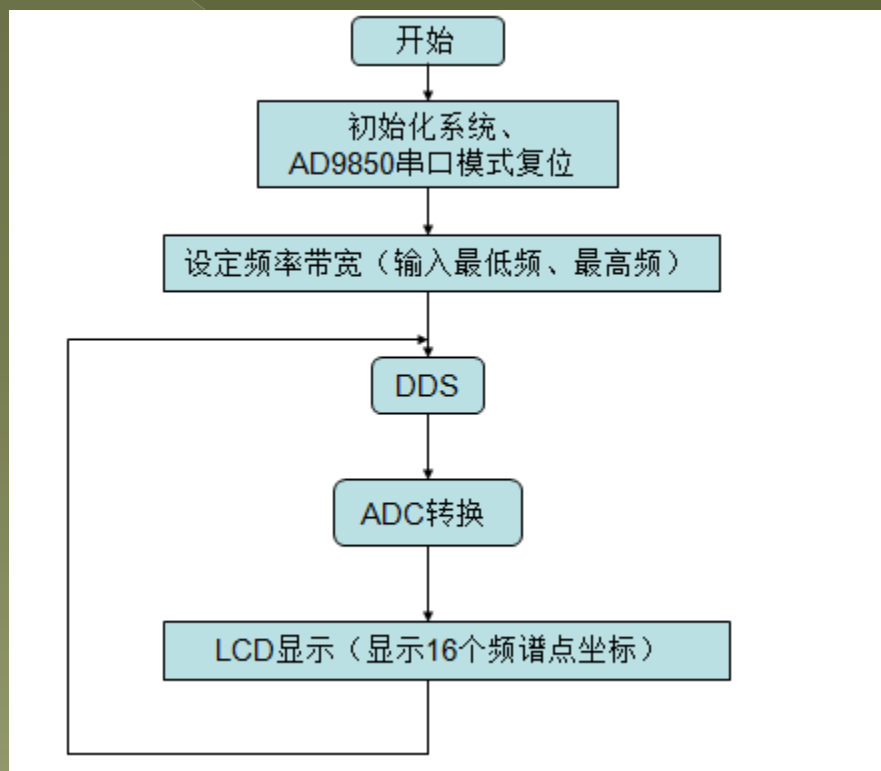 开始
初始化系统、
AD9850串口模式复位
设定频率带宽（输入最低频、最高频）
DDS
ADC转换
LCD显示（显示16个频谱点坐标）